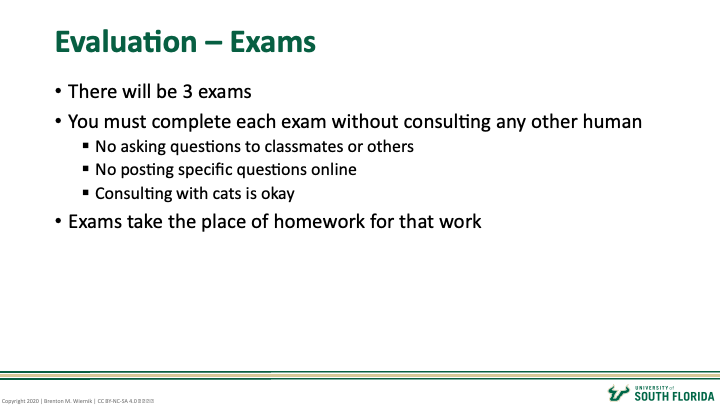 Evaluation – Exams
• There will be 3 exams
• You must complete each exam without consulting any other human
▪ No asking questions to classmates or others
▪ No posting specific questions online
▪ Consulting with cats is okay
• Exams take the place of homework for that work
Copyright 2020 | Brenton M. Wiernik | CC BY-NC-SA 4.0
UNIVERSITY of
SOUTH FLORIDA